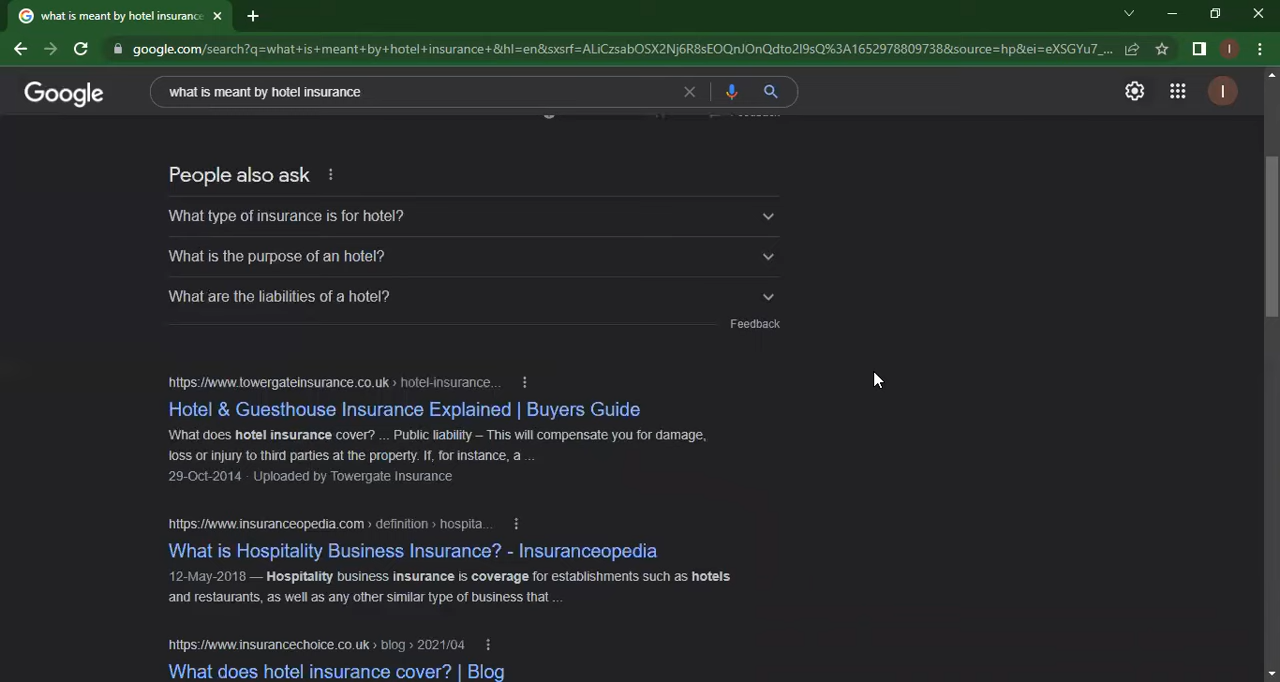 what is meant by hotel insurance
google.com/search?q=what+is+meant+by+hotel+insurance+&hl=en&sxsrf=ALiCzsabOSX2Nj6R8sEOQnJOnQdto2l9sQ%3A1652978809738&source=hp&ei=eXSGYu7_...
I
Google
what is meant by hotel insurance
I
People also ask
What type of insurance is for hotel?
What is the purpose of an hotel?
What are the liabilities of a hotel?
Feedback
https://www.towergateinsurance.co.uk › hotel-insurance...
Hotel & Guesthouse Insurance Explained | Buyers Guide
What does hotel insurance cover? ... Public liability – This will compensate you for damage,
loss or injury to third parties at the property. If, for instance, a ...
29-Oct-2014 · Uploaded by Towergate Insurance
https://www.insuranceopedia.com › definition › hospita...
What is Hospitality Business Insurance? - Insuranceopedia
12-May-2018 — Hospitality business insurance is coverage for establishments such as hotels
and restaurants, as well as any other similar type of business that ...
https://www.insurancechoice.co.uk › blog › 2021/04
What does hotel insurance cover? | Blog